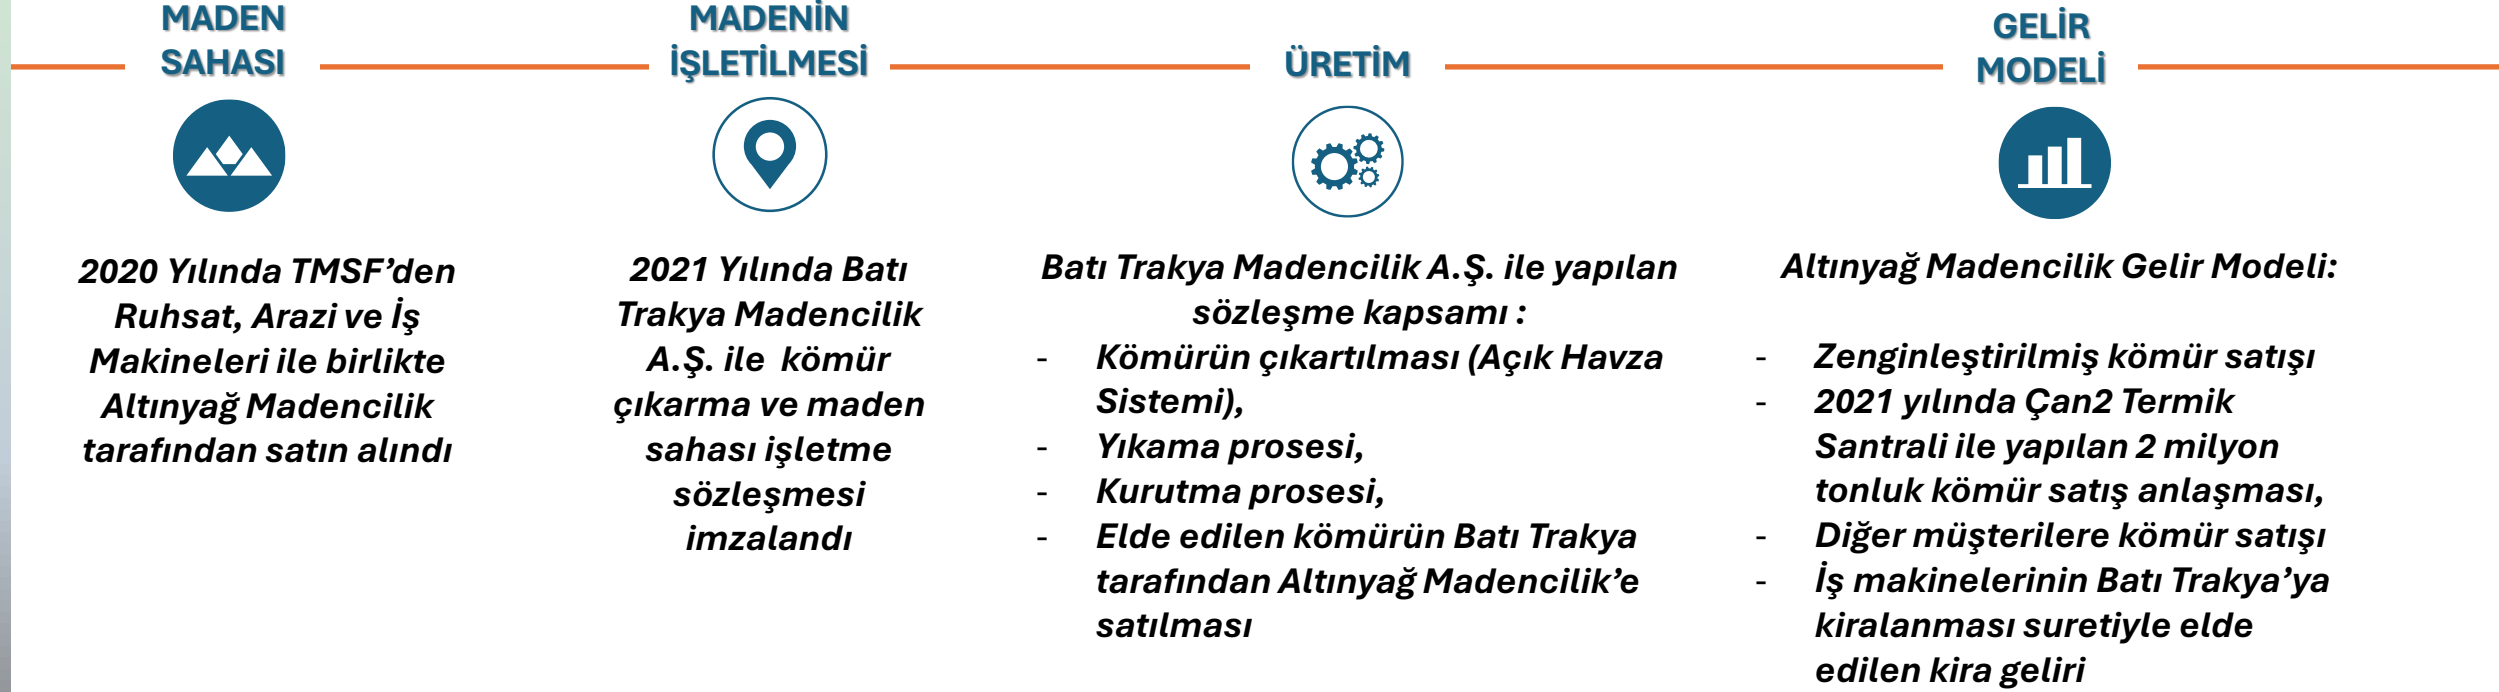 MADEN
SAHASI
2020 Yılında TMSF’den
Ruhsat, Arazi ve İş
Makineleri ile birlikte
Altınyağ Madencilik
tarafından satın alındı
MADENİN
İŞLETİLMESİ
2021 Yılında Batı
Trakya Madencilik
A.Ş. ile kömür
çıkarma ve maden
sahası işletme
sözleşmesi
imzalandı
ÜRETİM
Batı Trakya Madencilik A.Ş. ile yapılan
sözleşme kapsamı :
- Kömürün çıkartılması (Açık Havza
Sistemi),
- Yıkama prosesi,
- Kurutma prosesi,
- Elde edilen kömürün Batı Trakya
tarafından Altınyağ Madencilik’e
satılması
GELİR
MODELİ
Altınyağ Madencilik Gelir Modeli:
- Zenginleştirilmiş kömür satışı
- 2021 yılında Çan2 Termik
Santrali ile yapılan 2 milyon
tonluk kömür satış anlaşması,
- Diğer müşterilere kömür satışı
- İş makinelerinin Batı Trakya’ya
kiralanması suretiyle elde
edilen kira geliri